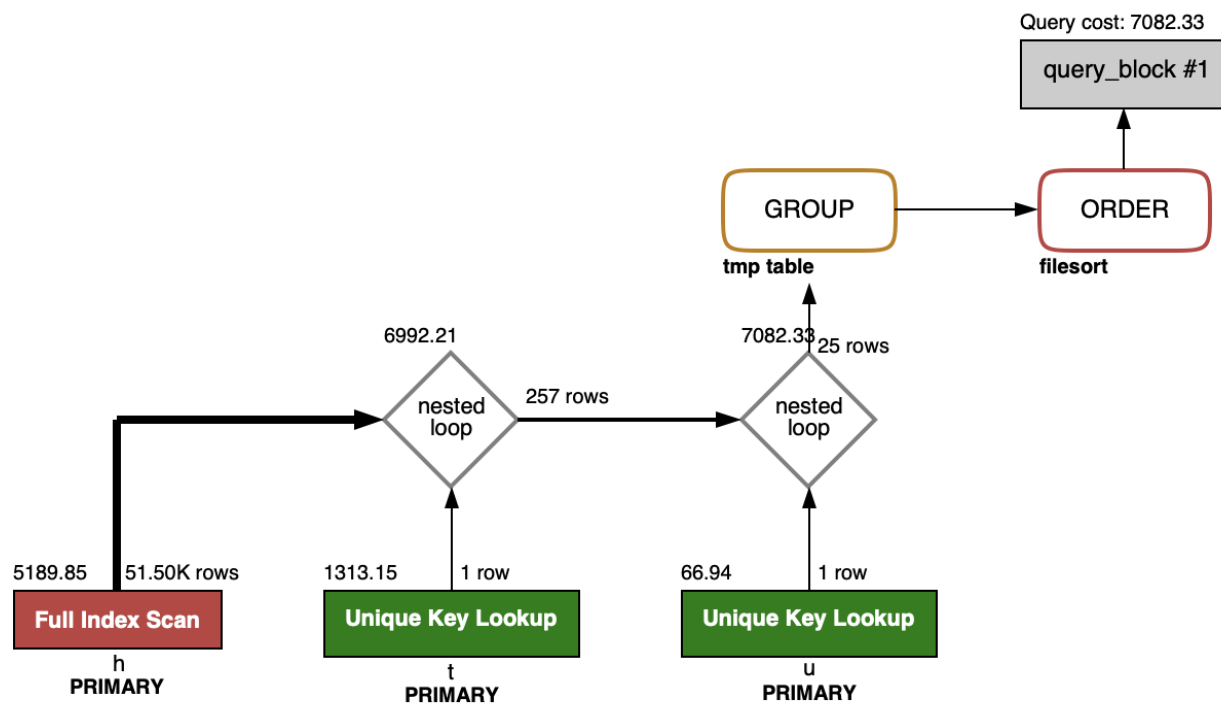 Query cost: 7082.33
query_block #1
GROUP
ORDER
tmp table
filesort
6992.21
7082.33
25 rows
257 rows
nested
loop
nested
loop
5189.85
51.50K rows
1313.15
1 row
66.94
1 row
Full Index Scan
Unique Key Lookup
Unique Key Lookup
h
t
u
PRIMARY
PRIMARY
PRIMARY